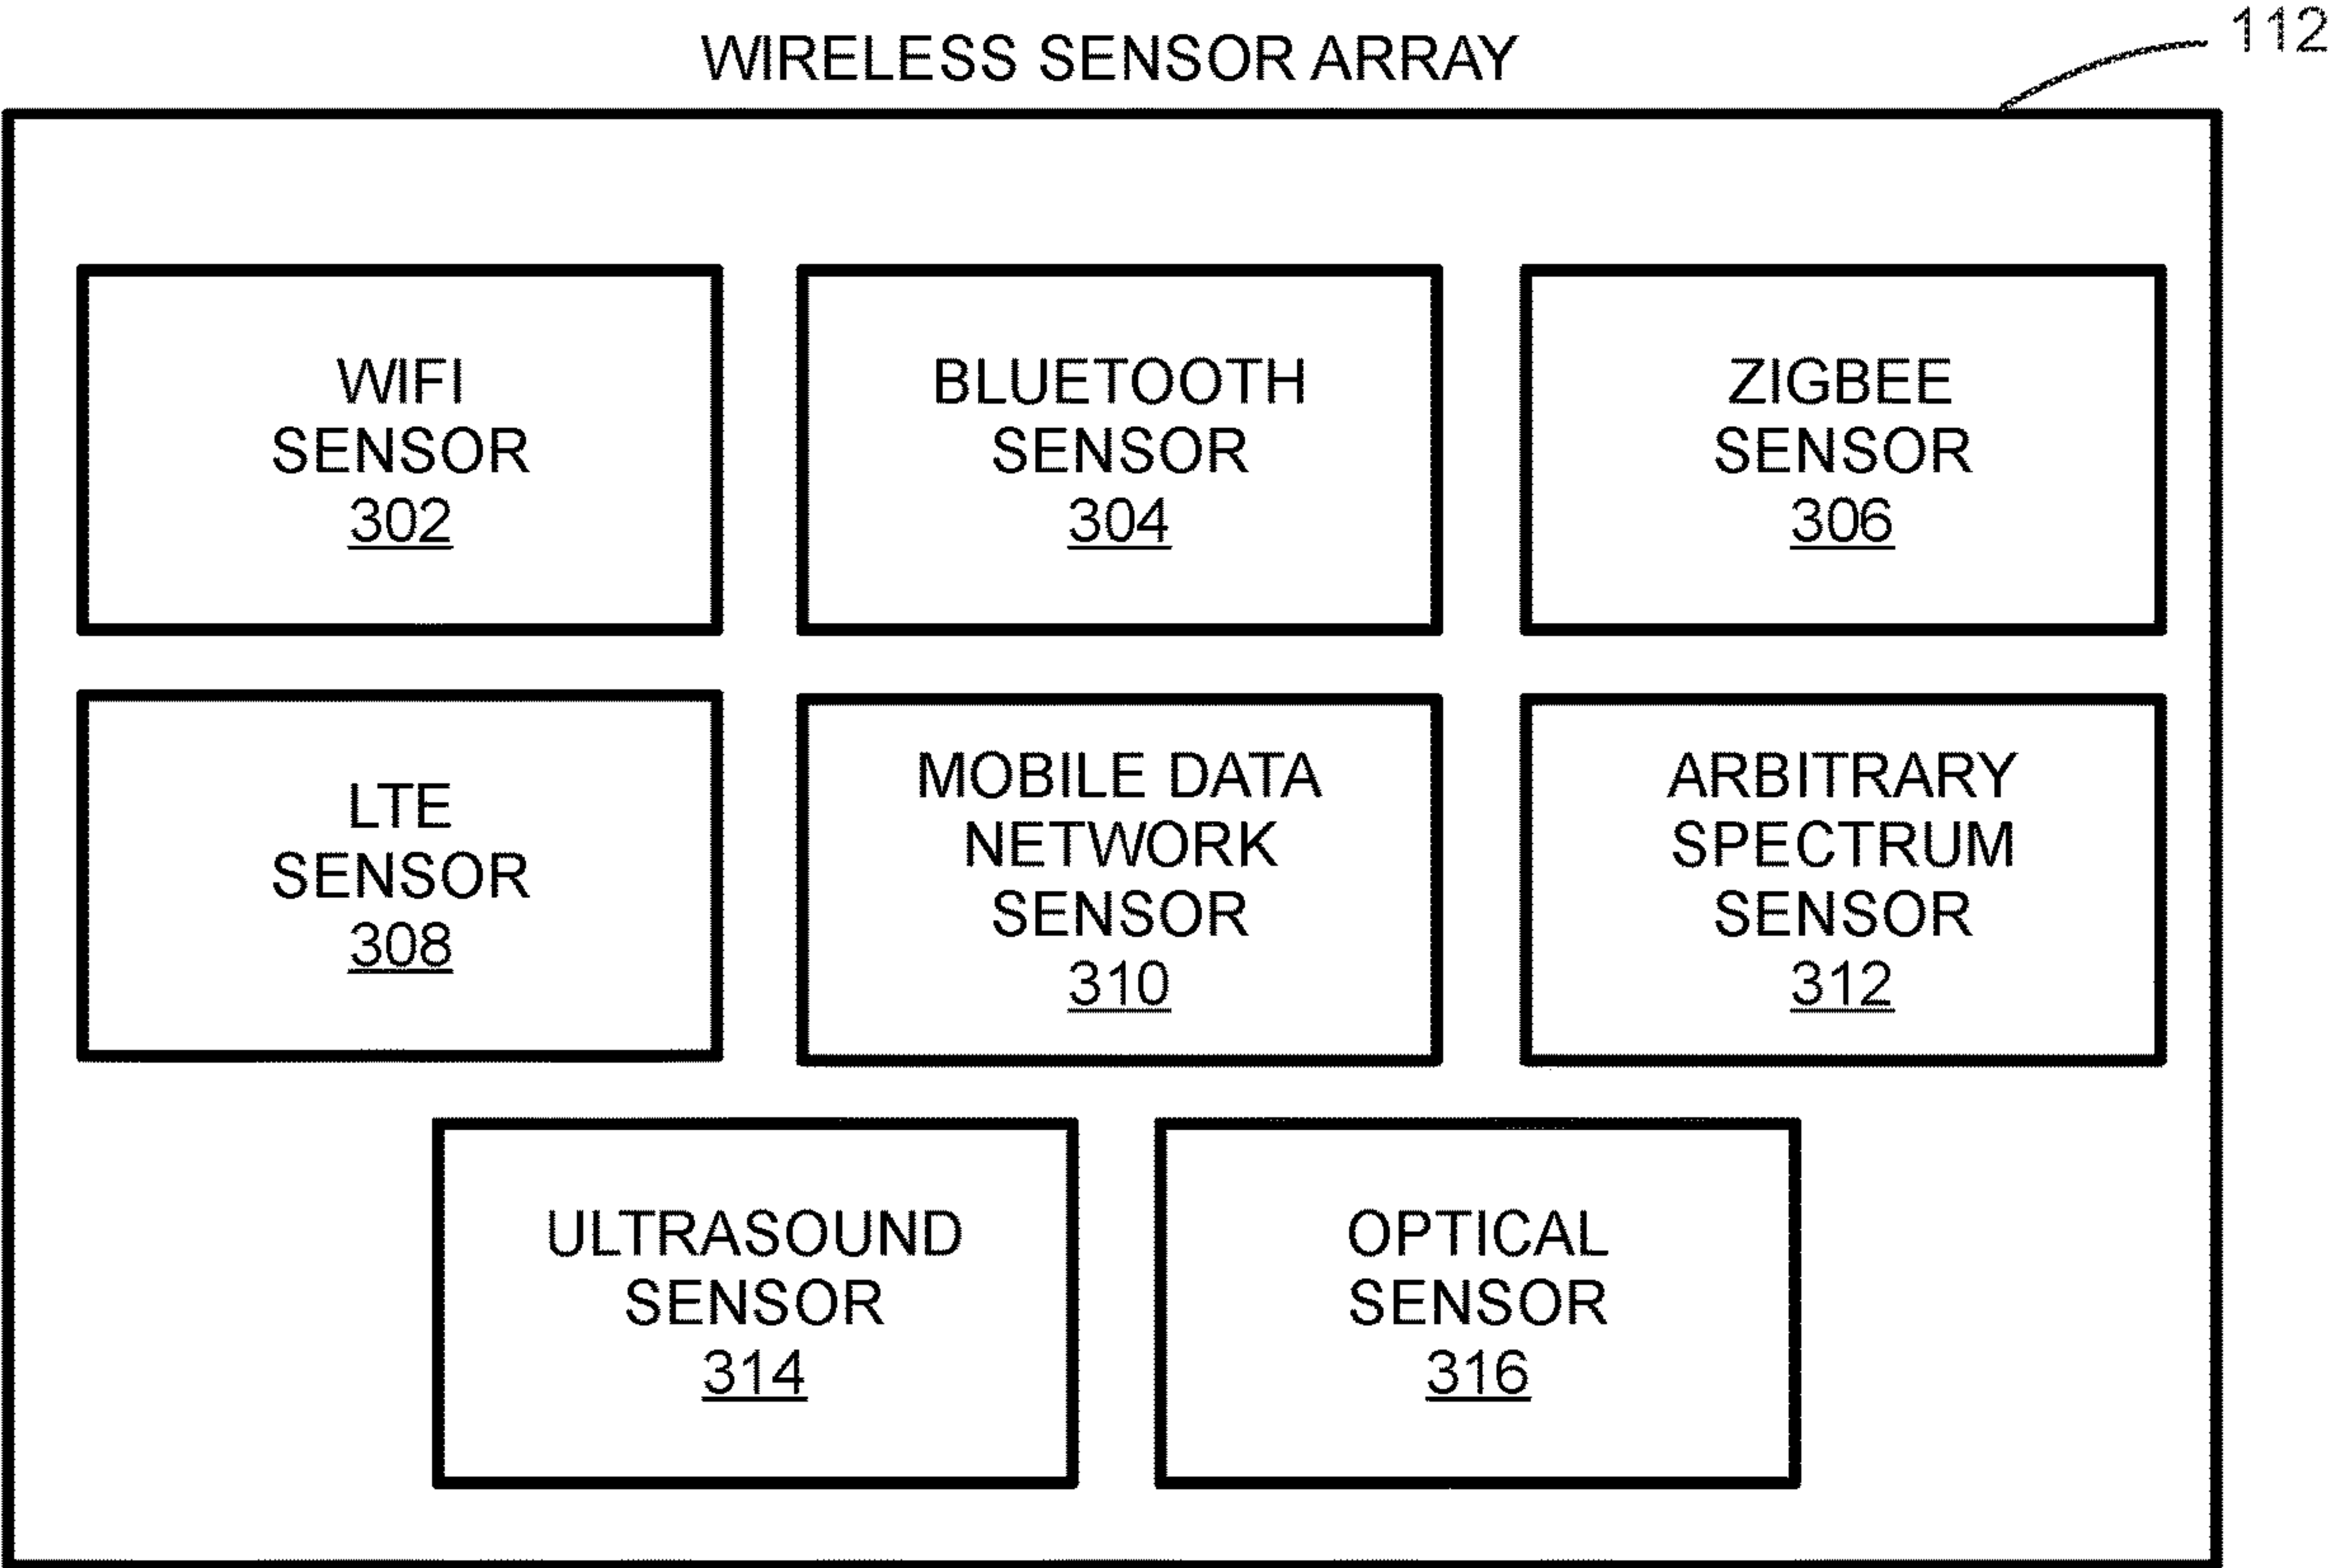 WIRELESS SENSOR ARRAY
112
WIFI
SENSOR
302
BLUETOOTH
SENSOR
304
ZIGBEE
SENSOR
306
LTE
SENSOR
308
MOBILE DATA
NETWORK
SENSOR
310
ARBITRARY
SPECTRUM
SENSOR
312
ULTRASOUND
SENSOR
314
OPTICAL
SENSOR
316